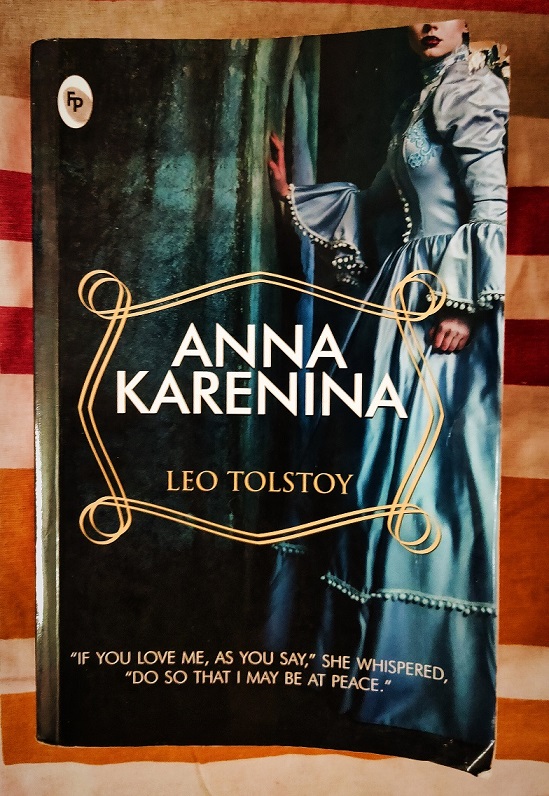 FP
ANNA
KARENINA
LEO TOLSTOY
“IF YOU LOVE ME, AS YOU SAY,” SHE WHISPERED,
“DO SO THAT I MAY BE AT PEACE.”